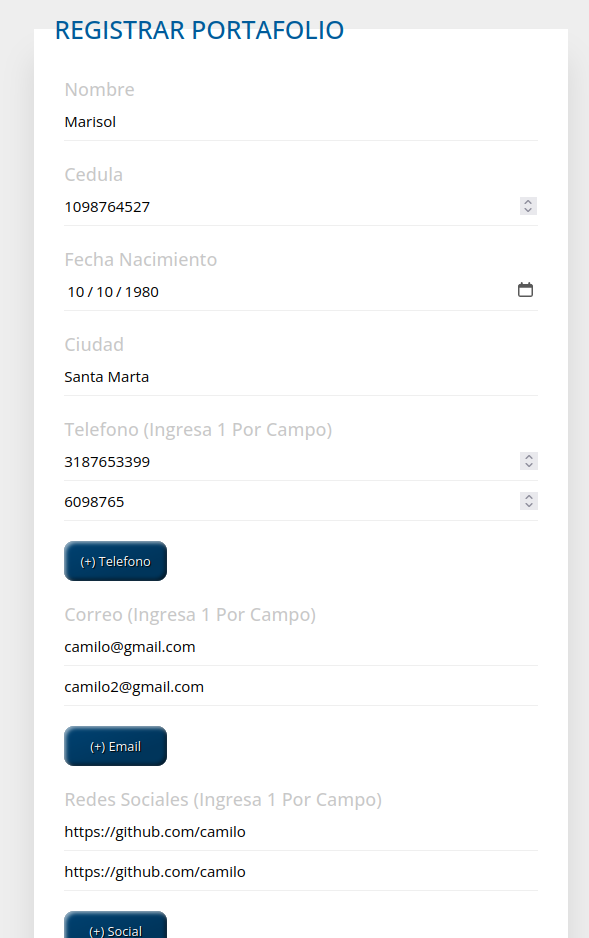 REGISTRAR PORTAFOLIO
Nombre
Marisol
Cedula
1098764527
Fecha Nacimiento
10 / 10 / 1980
Ciudad
Santa Marta
Telefono (Ingresa 1 Por Campo)
3187653399
6098765
(+) Telefono
Correo (Ingresa 1 Por Campo)
camilo@gmail.com
camilo2@gmail.com
(+) Email
Redes Sociales (Ingresa 1 Por Campo)
https://github.com/camilo
https://github.com/camilo
(+) Social